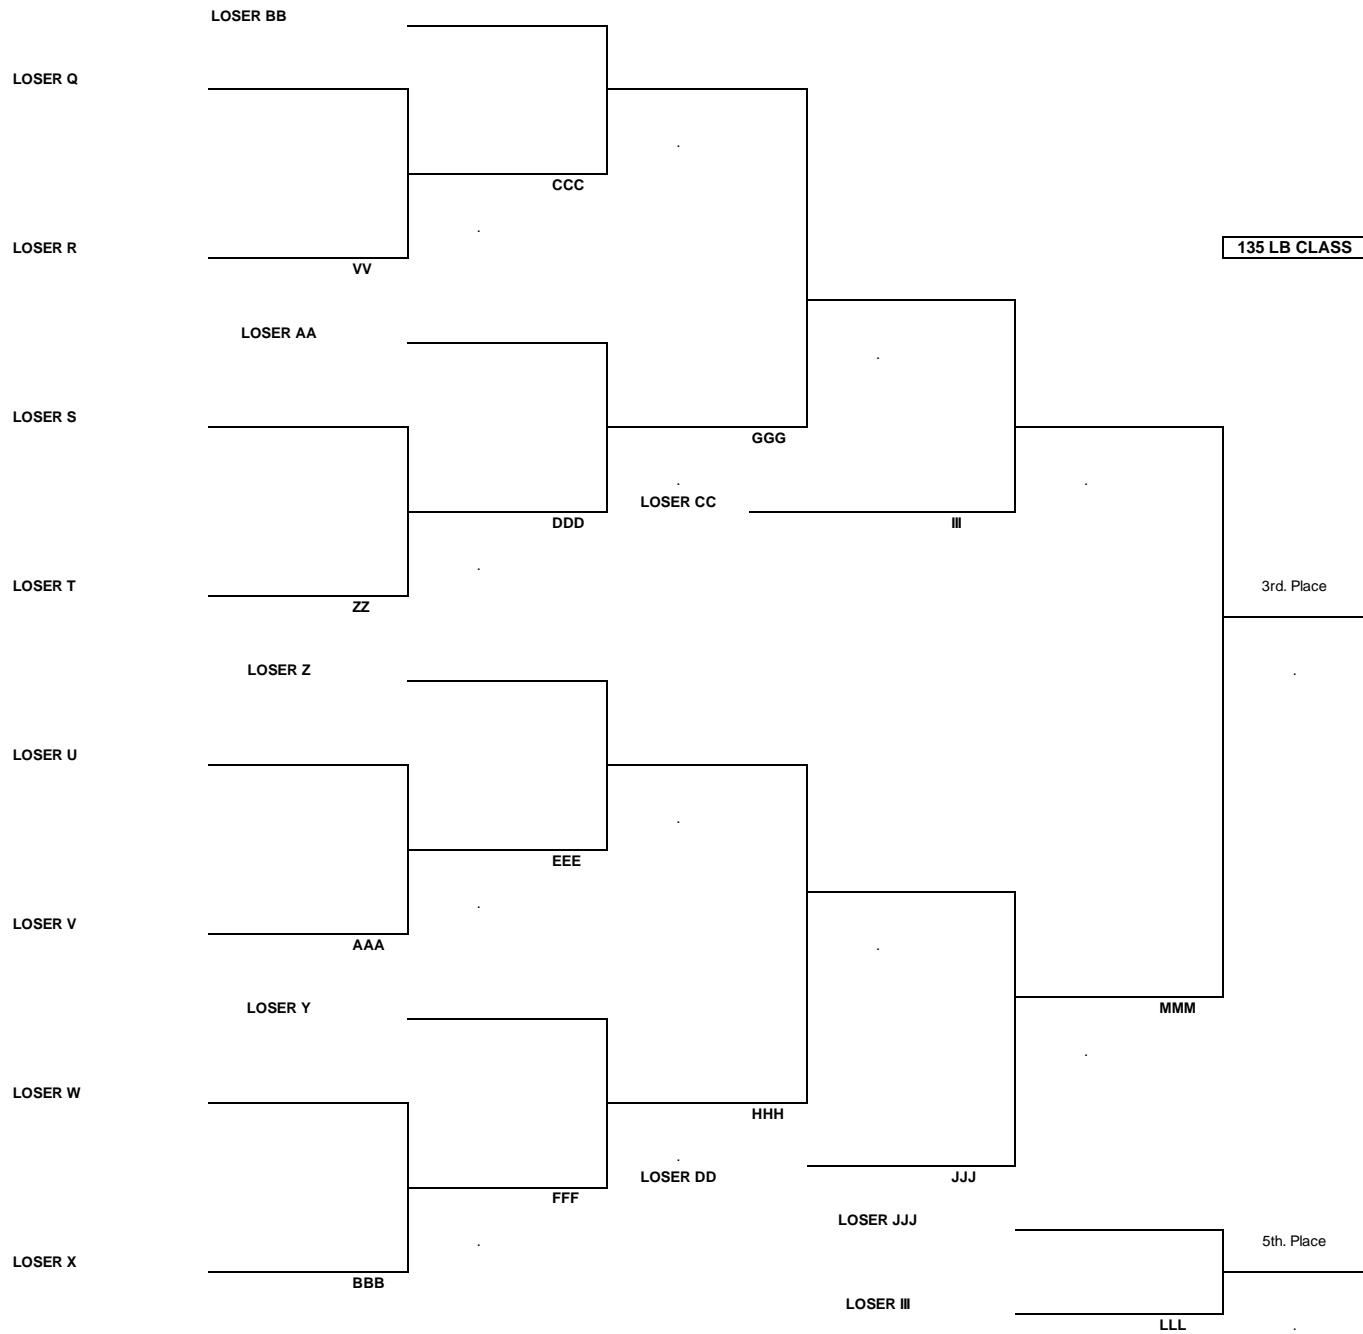 LOSER BB
LOSER Q
CCC
LOSER R
135 LB CLASS
VV
LOSER AA
LOSER S
GGG
LOSER CC
DDD
III
LOSER T
3rd. Place
ZZ
LOSER Z
LOSER U
EEE
LOSER V
AAA
LOSER Y
MMM
LOSER W
HHH
LOSER DD
JJJ
FFF
LOSER JJJ
5th. Place
LOSER X
BBB
LOSER III
LLL